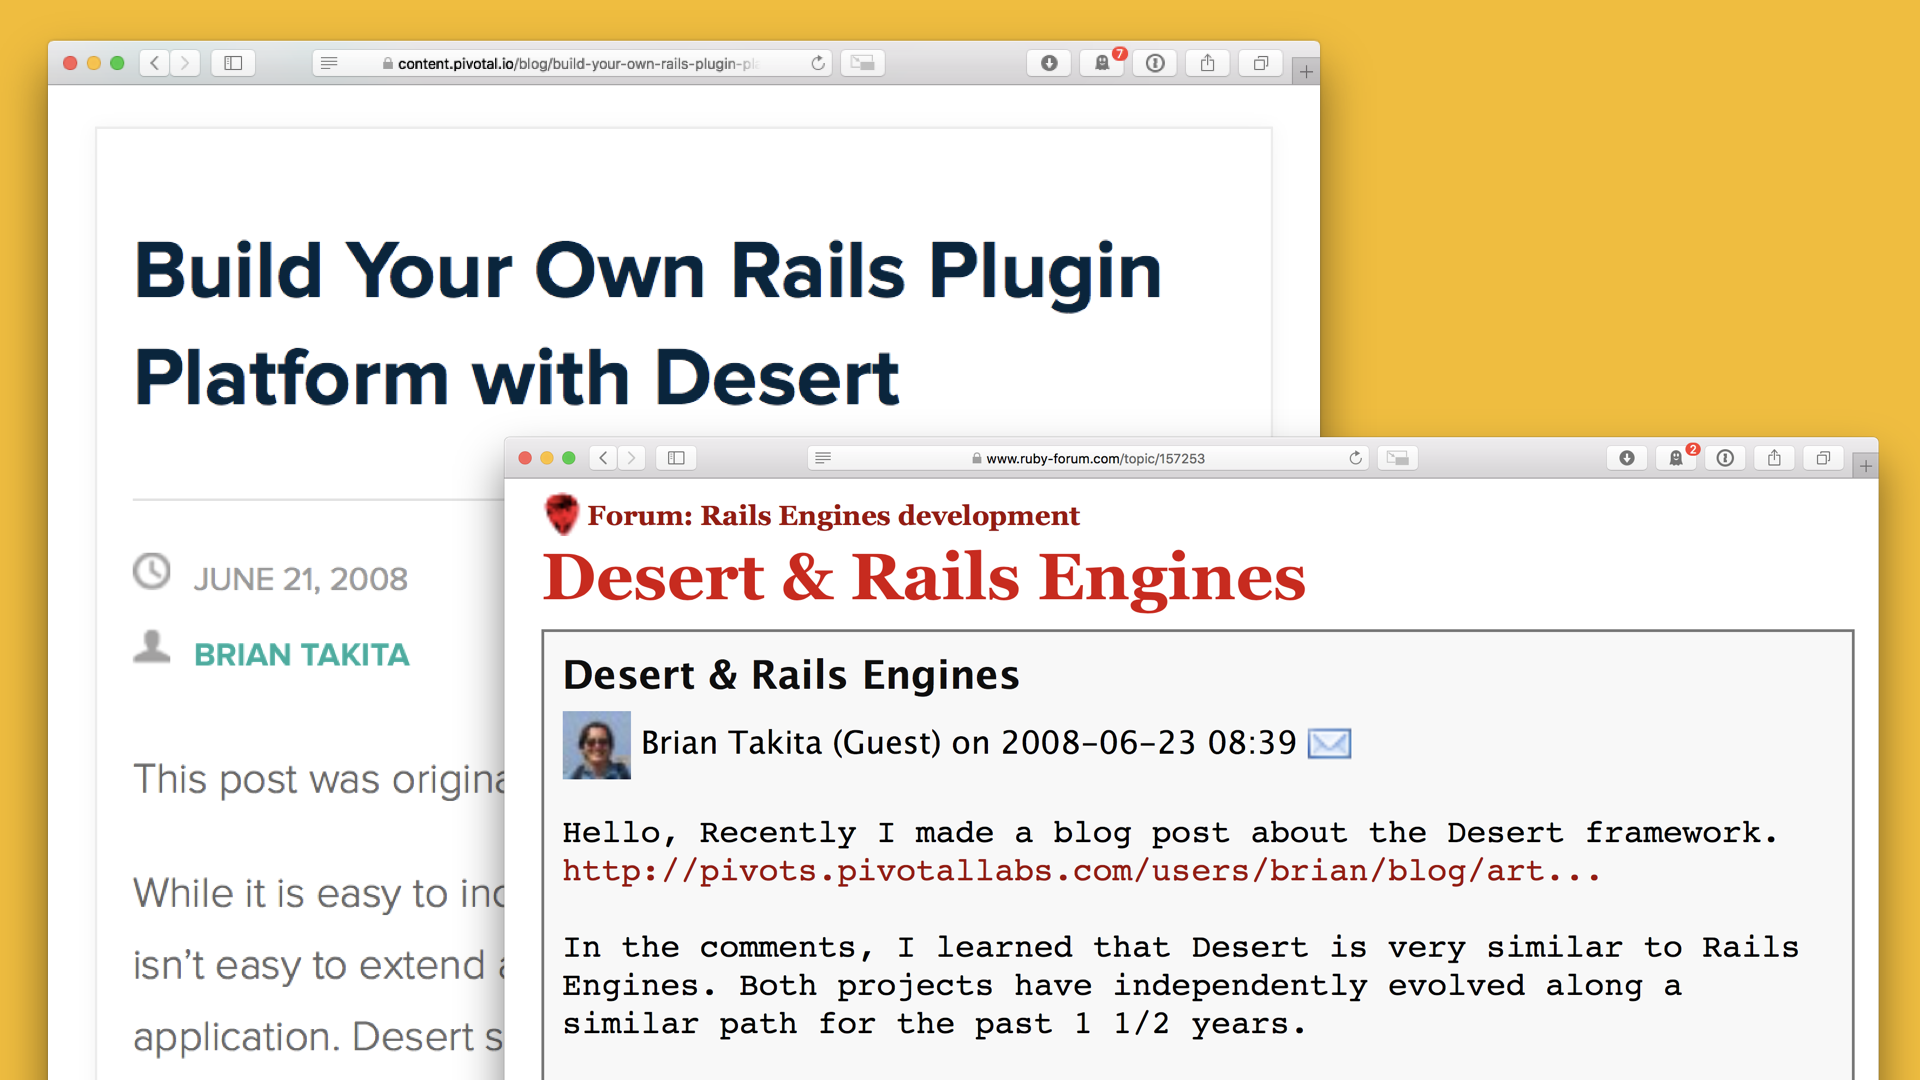 content.pivotal.io/blog/build-your-own-rails-plugin-pl
7
Build Your Own Rails Plugin
Platform with Desert
JUNE 21, 2008
BRIAN TAKITA
This post was origina
While it is easy to inc
isn’t easy to extend a
application. Desert s
www.ruby-forum.com/topic/157253
2
Forum: Rails Engines development
Desert & Rails Engines
Desert & Rails Engines
Brian Takita (Guest) on 2008-06-23 08:39
Hello, Recently I made a blog post about the Desert framework.
http://pivots.pivotallabs.com/users/brian/blog/art...
In the comments, I learned that Desert is very similar to Rails
Engines. Both projects have independently evolved along a
similar path for the past 1 1/2 years.